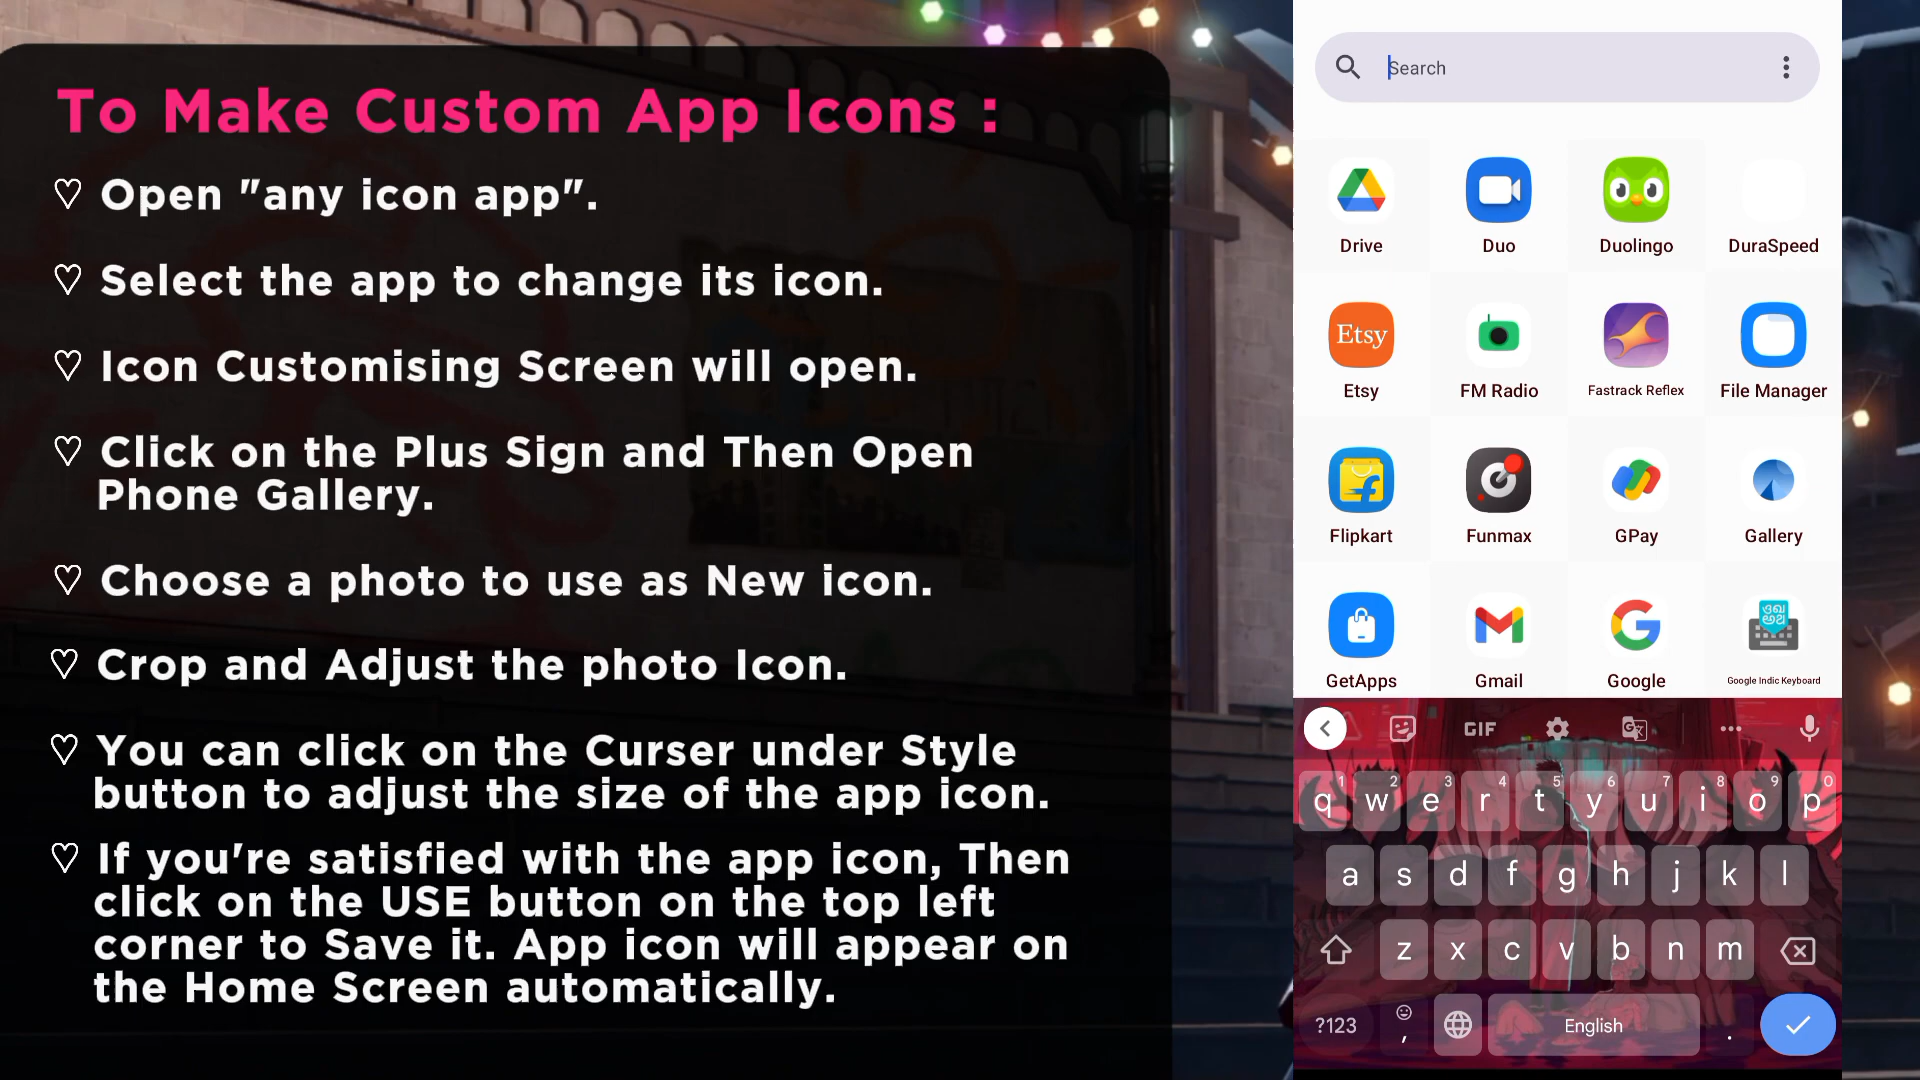 To Make Custom App Icons :
♡ Open "any icon app".
♡ Select the app to change its icon.
♡ Icon Customising Screen will open.
♡ Click on the Plus Sign and Then Open
Phone Gallery.
♡ Choose a photo to use as New icon.
♡ Crop and Adjust the photo Icon.
♡ You can click on the Curser under Style
button to adjust the size of the app icon.
♡ If you're satisfied with the app icon, Then
click on the USE button on the top left
corner to Save it. App icon will appear on
the Home Screen automatically.
Search
Drive Duo Duolingo DuraSpeed
Etsy
Etsy FM Radio Fastrack Reflex File Manager
Flipkart Funmax GPay Gallery
GetApps Gmail Google Google Indic Keyboard
GIF
1 2 3 4 5 6 7 8 9 0
q w e r t y u i o p
a s d f g h j k l
z x c v b n m
?123 , English .